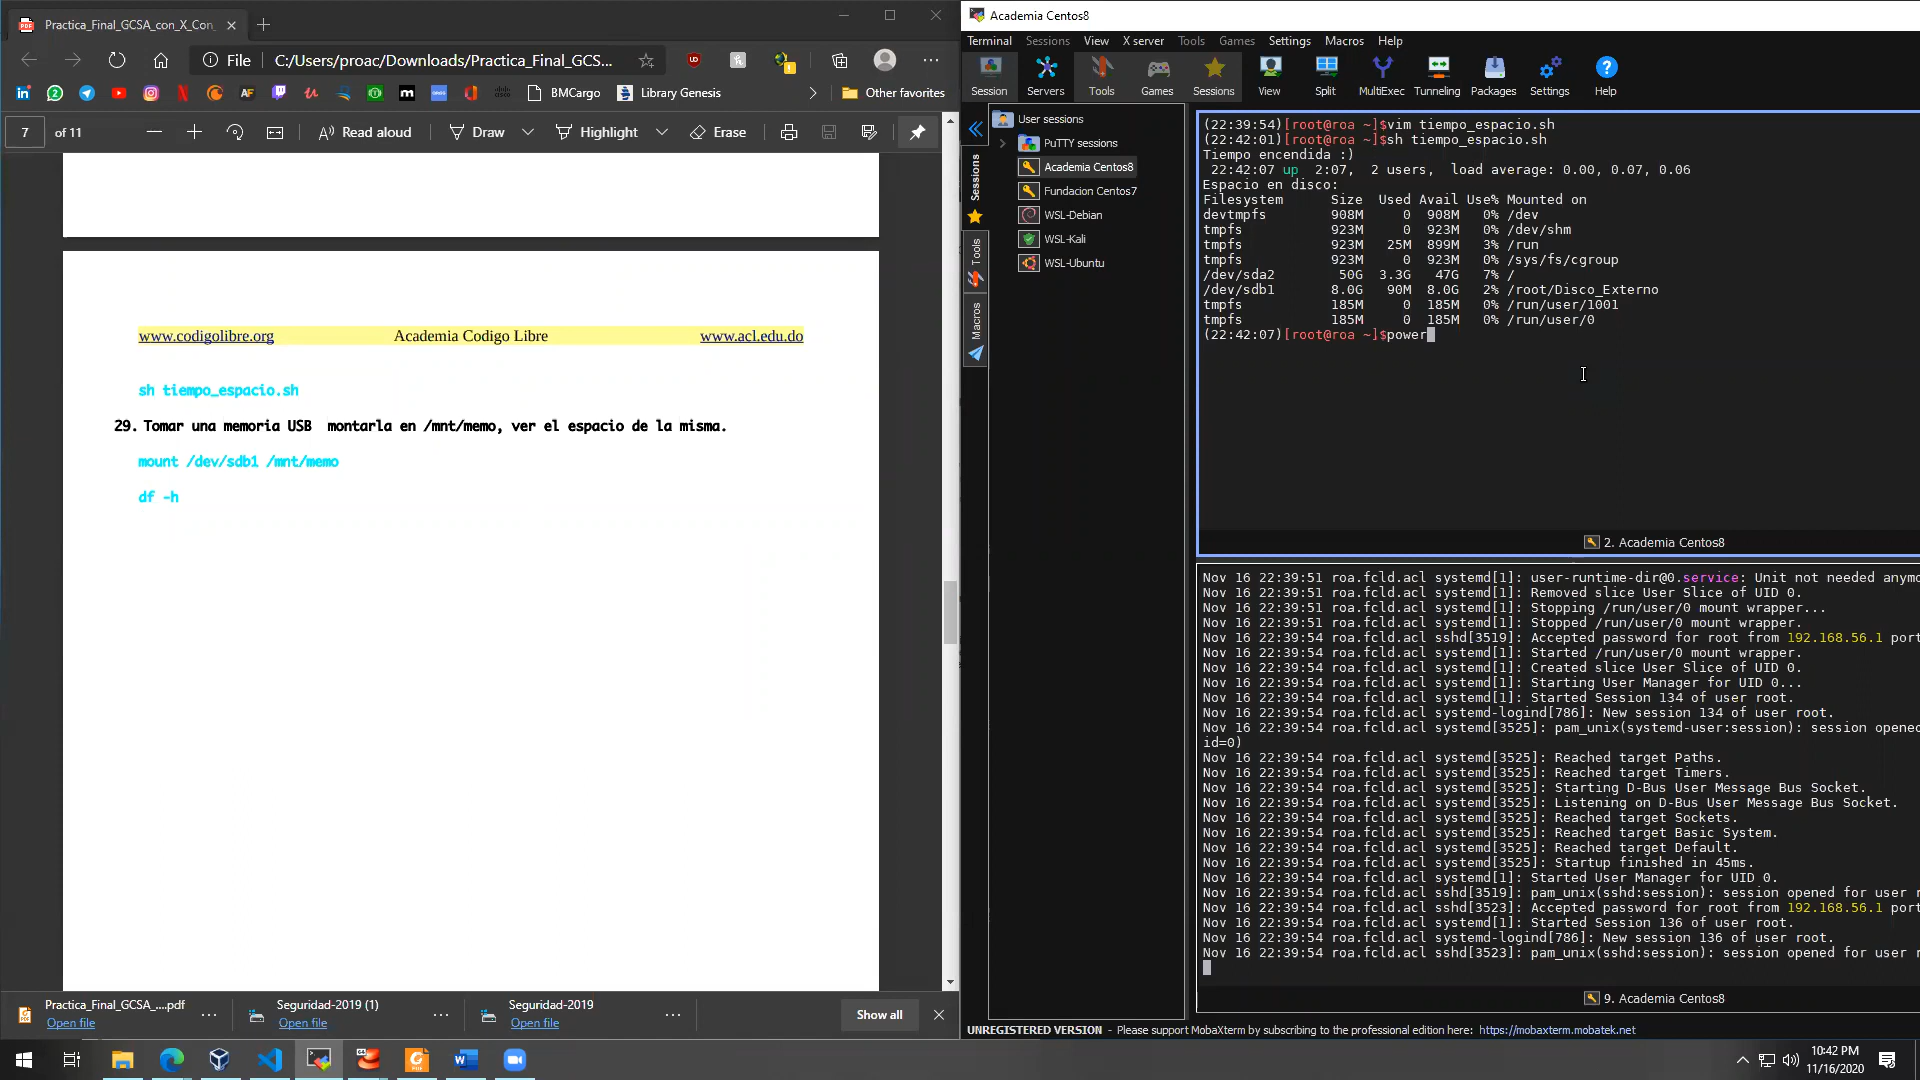 Practica_Final_GCSA_con_X_Con
File
C:/Users/proac/Downloads/Practica_Final_GCS...
BMCargo
Library Genesis
Other favorites
7
of 11
Read aloud
Draw
Highlight
Erase
www.codigolibre.org
Academia Codigo Libre
www.acl.edu.do
sh tiempo_espacio.sh
29. Tomar una memoria USB  montarla en /mnt/memo, ver el espacio de la misma.
mount /dev/sdb1 /mnt/memo
df -h
Practica_Final_GCSA_....pdf
Open file
Seguridad-2019 (1)
Open file
Seguridad-2019
Open file
Show all
Academia Centos8
Terminal Sessions View X server Tools Games Settings Macros Help
Session Servers Tools Games Sessions View Split MultiExec Tunneling Packages Settings Help
Sessions
Tools
Macros
User sessions
PuTTY sessions
Academia Centos8
Fundacion Centos7
WSL-Debian
WSL-Kali
WSL-Ubuntu
(22:39:54)[root@roa ~]$vim tiempo_espacio.sh
(22:42:01)[root@roa ~]$sh tiempo_espacio.sh
Tiempo encendida :)
 22:42:07 up  2:07,  2 users,  load average: 0.00, 0.07, 0.06
Espacio en disco:
Filesystem      Size  Used Avail Use% Mounted on
devtmpfs        908M     0  908M   0% /dev
tmpfs           923M     0  923M   0% /dev/shm
tmpfs           923M   25M  899M   3% /run
tmpfs           923M     0  923M   0% /sys/fs/cgroup
/dev/sda2        50G  3.3G   47G   7% /
/dev/sdb1       8.0G   90M  8.0G   2% /root/Disco_Externo
tmpfs           185M     0  185M   0% /run/user/1001
tmpfs           185M     0  185M   0% /run/user/0
(22:42:07)[root@roa ~]$power
2. Academia Centos8
Nov 16 22:39:51 roa.fcld.acl systemd[1]: user-runtime-dir@0.service: Unit not needed anymo
Nov 16 22:39:51 roa.fcld.acl systemd[1]: Removed slice User Slice of UID 0.
Nov 16 22:39:51 roa.fcld.acl systemd[1]: Stopping /run/user/0 mount wrapper...
Nov 16 22:39:51 roa.fcld.acl systemd[1]: Stopped /run/user/0 mount wrapper.
Nov 16 22:39:54 roa.fcld.acl sshd[3519]: Accepted password for root from 192.168.56.1 port
Nov 16 22:39:54 roa.fcld.acl systemd[1]: Started /run/user/0 mount wrapper.
Nov 16 22:39:54 roa.fcld.acl systemd[1]: Created slice User Slice of UID 0.
Nov 16 22:39:54 roa.fcld.acl systemd[1]: Starting User Manager for UID 0...
Nov 16 22:39:54 roa.fcld.acl systemd[1]: Started Session 134 of user root.
Nov 16 22:39:54 roa.fcld.acl systemd-logind[786]: New session 134 of user root.
Nov 16 22:39:54 roa.fcld.acl systemd[3525]: pam_unix(systemd-user:session): session opened
id=0)
Nov 16 22:39:54 roa.fcld.acl systemd[3525]: Reached target Paths.
Nov 16 22:39:54 roa.fcld.acl systemd[3525]: Reached target Timers.
Nov 16 22:39:54 roa.fcld.acl systemd[3525]: Starting D-Bus User Message Bus Socket.
Nov 16 22:39:54 roa.fcld.acl systemd[3525]: Listening on D-Bus User Message Bus Socket.
Nov 16 22:39:54 roa.fcld.acl systemd[3525]: Reached target Sockets.
Nov 16 22:39:54 roa.fcld.acl systemd[3525]: Reached target Basic System.
Nov 16 22:39:54 roa.fcld.acl systemd[3525]: Reached target Default.
Nov 16 22:39:54 roa.fcld.acl systemd[3525]: Startup finished in 45ms.
Nov 16 22:39:54 roa.fcld.acl systemd[1]: Started User Manager for UID 0.
Nov 16 22:39:54 roa.fcld.acl sshd[3519]: pam_unix(sshd:session): session opened for user r
Nov 16 22:39:54 roa.fcld.acl sshd[3523]: Accepted password for root from 192.168.56.1 port
Nov 16 22:39:54 roa.fcld.acl systemd[1]: Started Session 136 of user root.
Nov 16 22:39:54 roa.fcld.acl systemd-logind[786]: New session 136 of user root.
Nov 16 22:39:54 roa.fcld.acl sshd[3523]: pam_unix(sshd:session): session opened for user r
9. Academia Centos8
UNREGISTERED VERSION - Please support MobaXterm by subscribing to the professional edition here: https://mobaxterm.mobatek.net
10:42 PM
11/16/2020